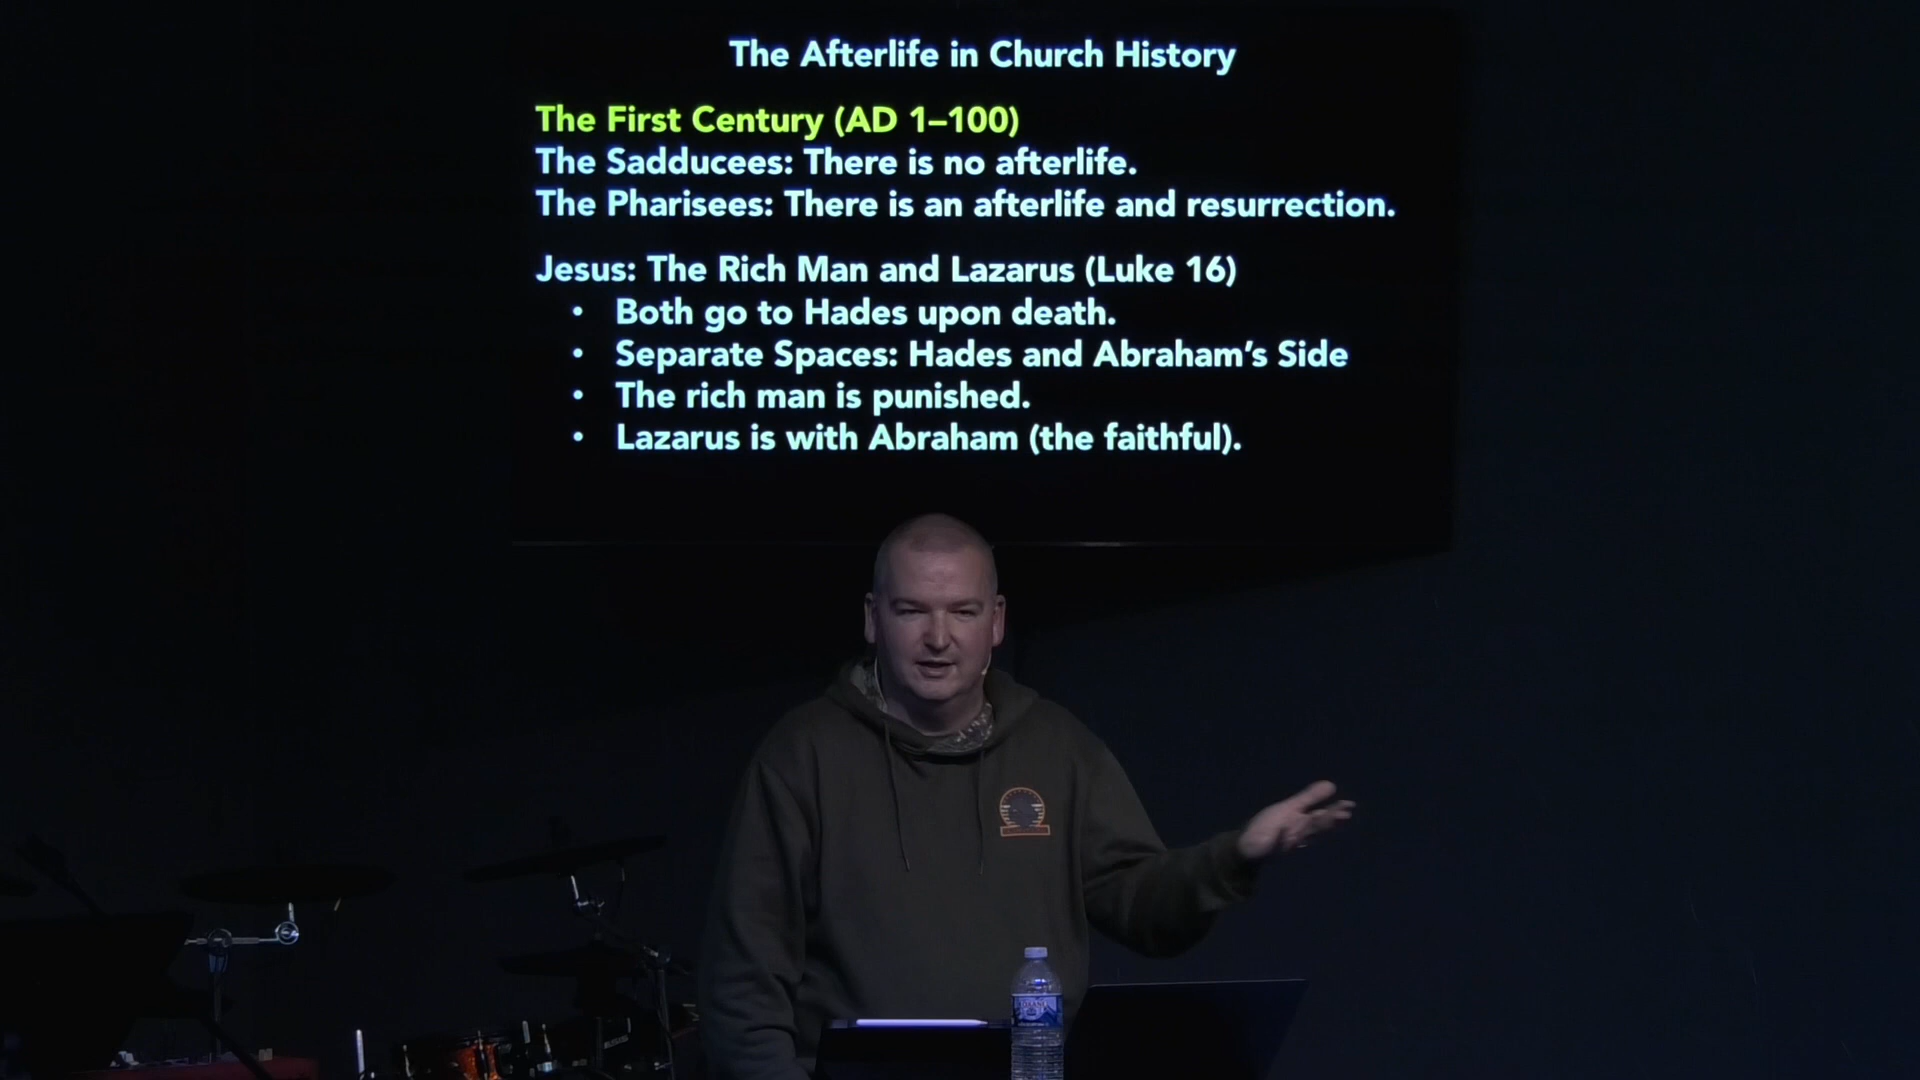 The Afterlife in Church History
The First Century (AD 1–100)
The Sadducees: There is no afterlife.
The Pharisees: There is an afterlife and resurrection.
Jesus: The Rich Man and Lazarus (Luke 16)
• Both go to Hades upon death.
• Separate Spaces: Hades and Abraham’s Side
• The rich man is punished.
• Lazarus is with Abraham (the faithful).